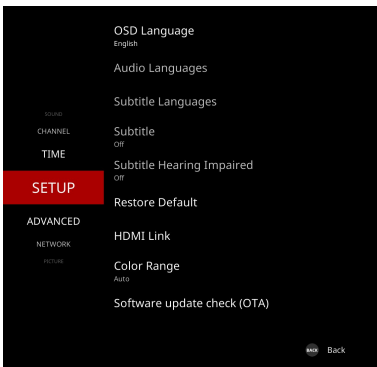 SOUND
CHANNEL
TIME
SETUP
ADVANCED
NETWORK
PICTURE
OSD Language
English
Audio Languages
Subtitle Languages
Subtitle
Off
Subtitle Hearing Impaired
Off
Restore Default
HDMI Link
Color Range
Auto
Software update check (OTA)
BACK Back